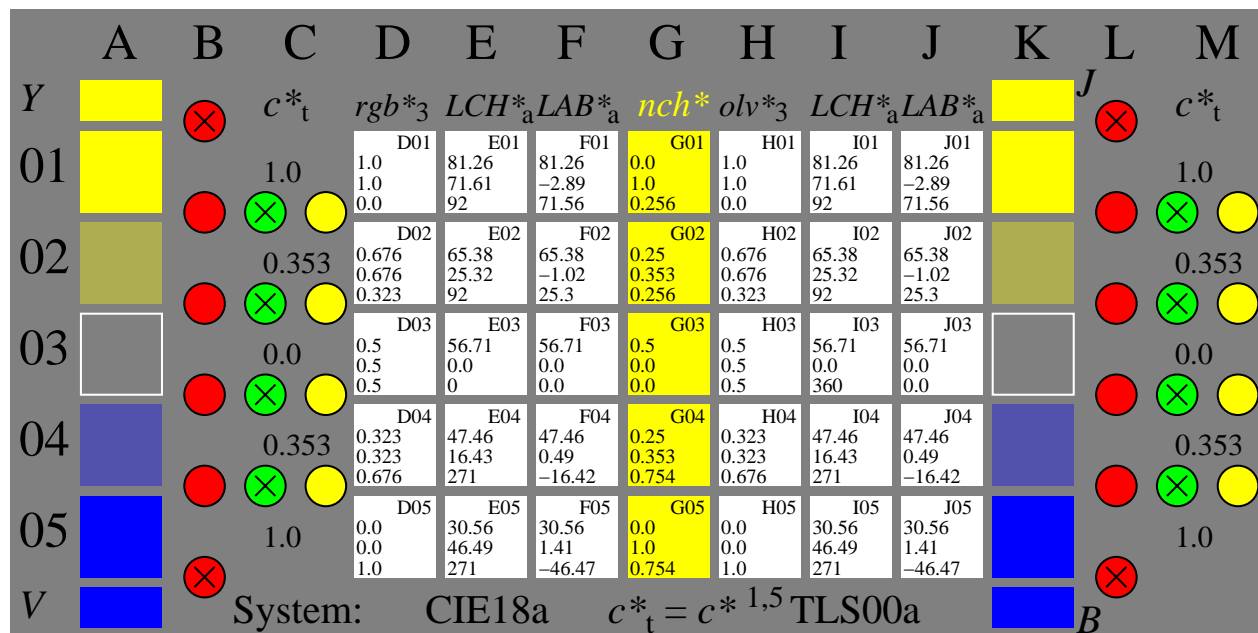 A B C D E F G H I J K L M
Y c*t rgb*3 LCH*a LAB*a nch* olv*3 LCH*a LAB*a J c*t
01 1.0 D01 E01 F01 G01 H01 I01 J01 1.0
1.0 81.26 81.26 0.0 1.0 81.26 81.26
1.0 71.61 −2.89 1.0 1.0 71.61 −2.89
0.0 92 71.56 0.256 0.0 92 71.56
02 0.353 D02 E02 F02 G02 H02 I02 J02 0.353
0.676 65.38 65.38 0.25 0.676 65.38 65.38
0.676 25.32 −1.02 0.353 0.676 25.32 −1.02
0.323 92 25.3 0.256 0.323 92 25.3
03 0.0 D03 E03 F03 G03 H03 I03 J03 0.0
0.5 56.71 56.71 0.5 0.5 56.71 56.71
0.5 0.0 0.0 0.0 0.5 0.0 0.0
0.5 0 0.0 0.0 0.5 360 0.0
04 0.353 D04 E04 F04 G04 H04 I04 J04 0.353
0.323 47.46 47.46 0.25 0.323 47.46 47.46
0.323 16.43 0.49 0.353 0.323 16.43 0.49
0.676 271 −16.42 0.754 0.676 271 −16.42
05 1.0 D05 E05 F05 G05 H05 I05 J05 1.0
0.0 30.56 30.56 0.0 0.0 30.56 30.56
0.0 46.49 1.41 1.0 0.0 46.49 1.41
1.0 271 −46.47 0.754 1.0 271 −46.47
V System: CIE18a c*t = c* 1,5 TLS00a B